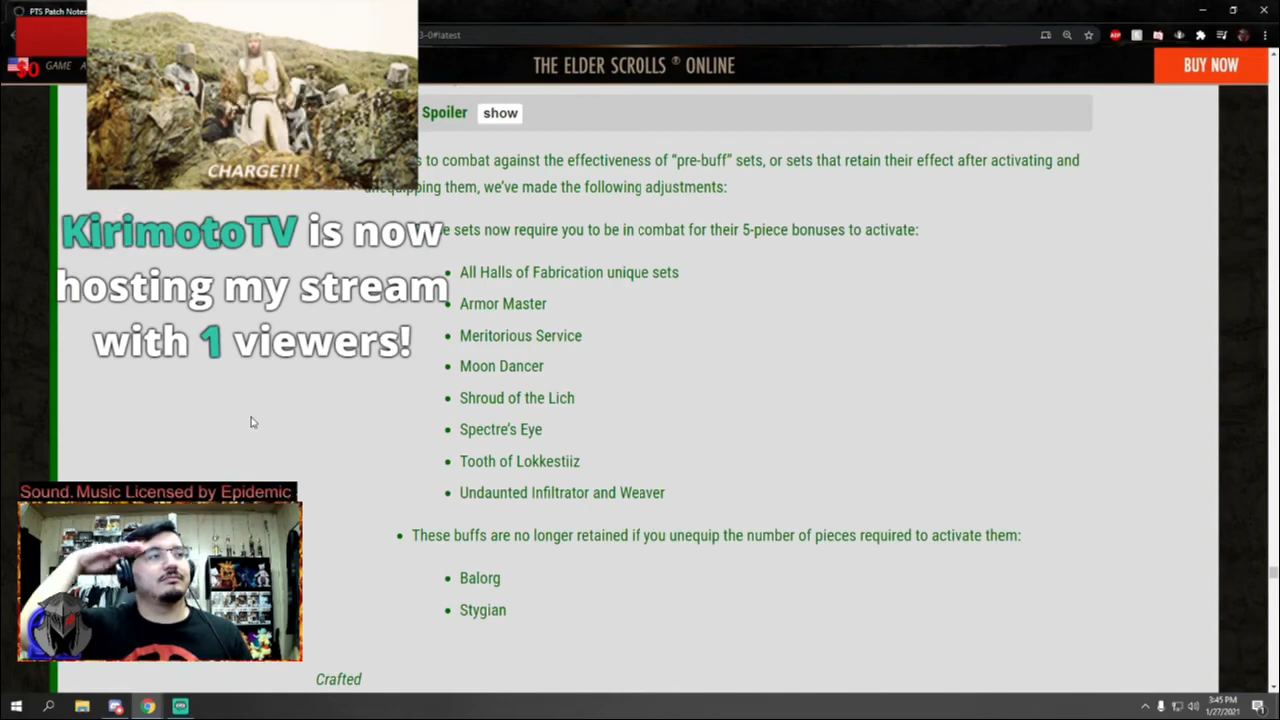 PTS Patch Notes
3-0#latest
$0
GAME
THE ELDER SCROLLS ® ONLINE
BUY NOW
CHARGE!!!
Spoiler show
to combat against the effectiveness of “pre-buff” sets, or sets that retain their effect after activating and
unequipping them, we’ve made the following adjustments:
sets now require you to be in combat for their 5-piece bonuses to activate:
KirimotoTV is now
hosting my stream
with 1 viewers!
• All Halls of Fabrication unique sets
• Armor Master
• Meritorious Service
• Moon Dancer
• Shroud of the Lich
• Spectre’s Eye
• Tooth of Lokkestiiz
• Undaunted Infiltrator and Weaver
• These buffs are no longer retained if you unequip the number of pieces required to activate them:
• Balorg
• Stygian
Crafted
Sound. Music Licensed by Epidemic
3:45 PM
1/27/2021